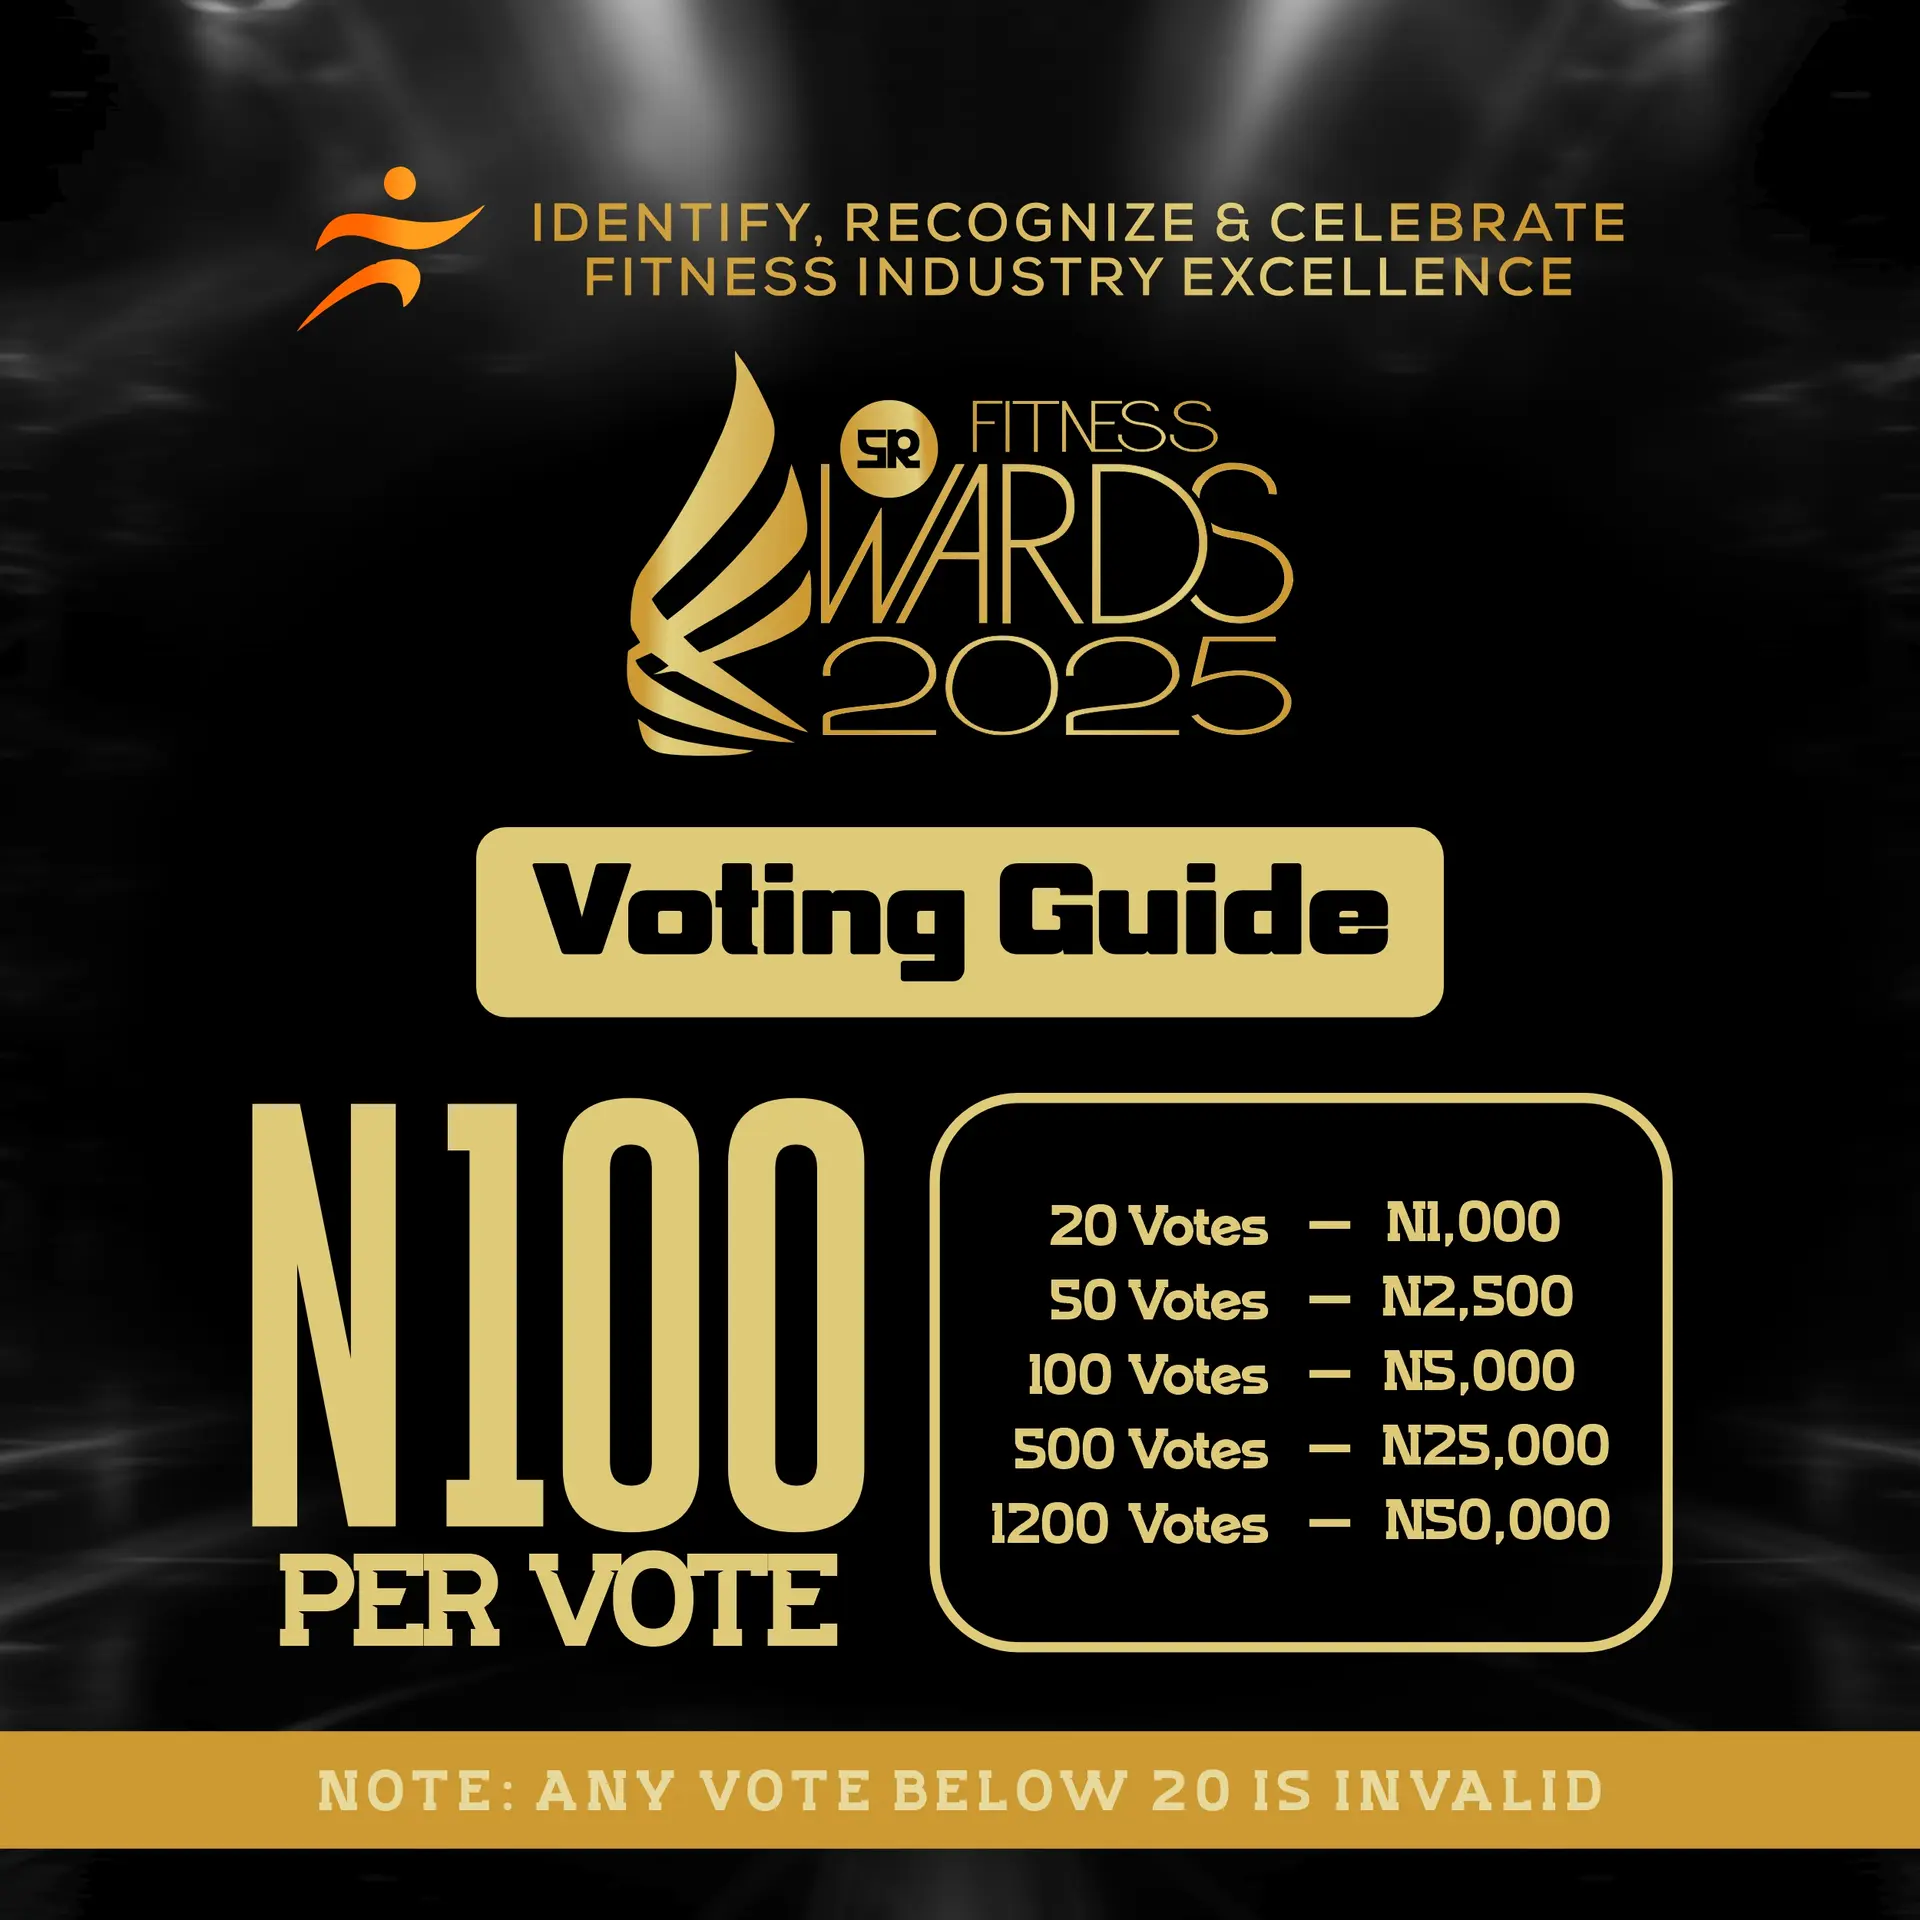 IDENTIFY, RECOGNIZE & CELEBRATE
FITNESS INDUSTRY EXCELLENCE
SR
FITNESS
WARDS
2025
Voting Guide
N100
PER VOTE
20 Votes — N1,000
50 Votes — N2,500
100 Votes — N5,000
500 Votes — N25,000
1200 Votes — N50,000
NOTE: ANY VOTE BELOW 20 IS INVALID